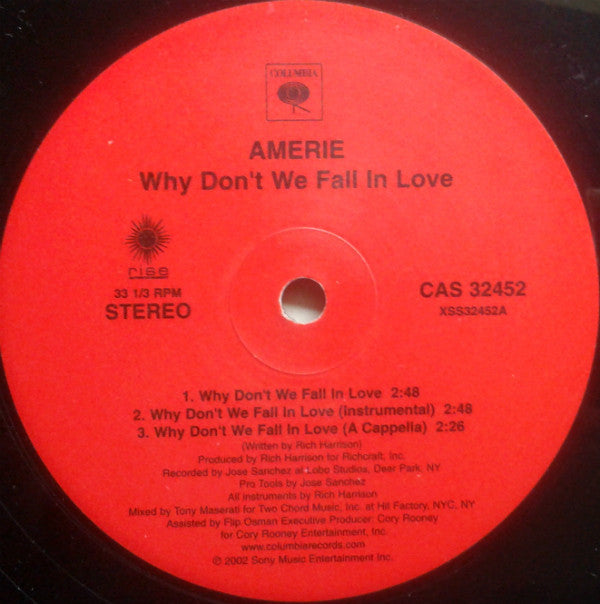 COLUMBIA
AMERIE
Why Don't We Fall In Love
rise
33 1/3 RPM
STEREO
CAS 32452
XSS32452A
1. Why Don't We Fall In Love 2:48
2. Why Don't We Fall In Love (Instrumental) 2:48
3. Why Don't We Fall In Love (A Cappella) 2:26
(Written by Rich Harrison)
Produced by Rich Harrison for Richcraft, Inc.
Recorded by Jose Sanchez at Lobo Studios, Deer Park, NY
Pro Tools by Jose Sanchez
All Instruments by Rich Harrison
Mixed by Tony Maserati for Two Chord Music, Inc. at Hit Factory, NYC, NY
Assisted by Flip Osman Executive Producer: Cory Rooney
for Cory Rooney Entertainment, Inc.
www.columbiarecords.com
© 2002 Sony Music Entertainment Inc.